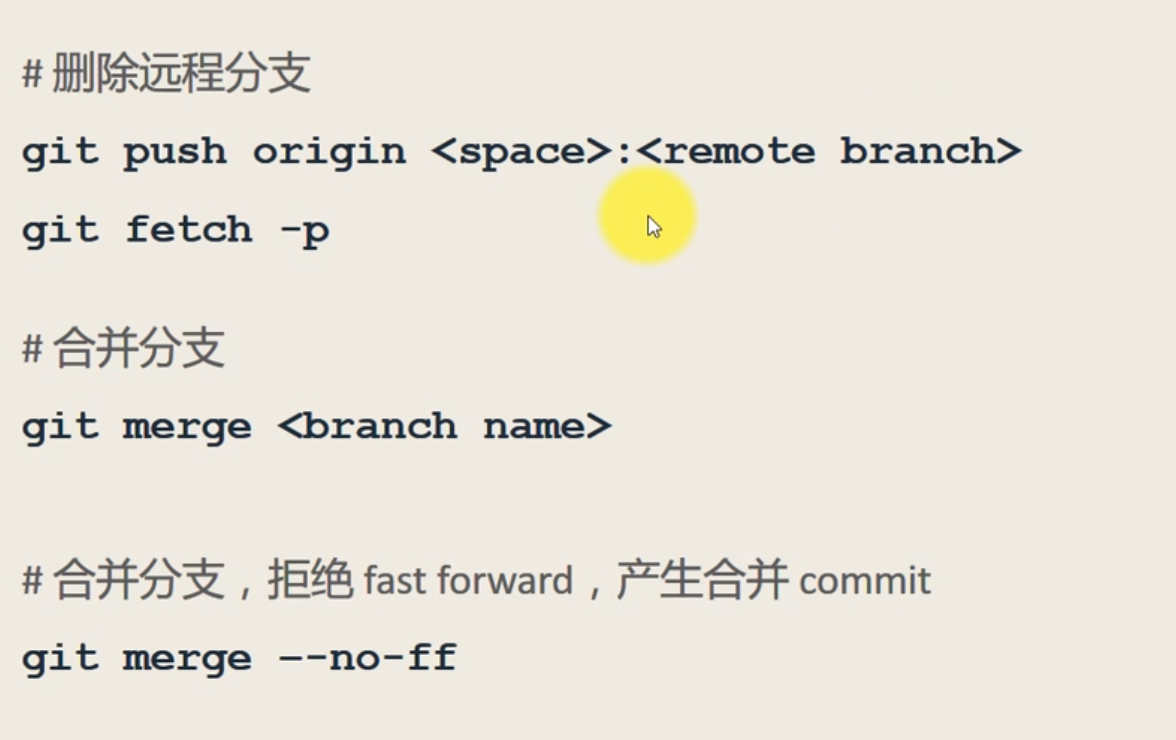 # 删除远程分支
git push origin <space>:<remote branch>
git fetch -p
# 合并分支
git merge <branch name>
# 合并分支，拒绝 fast forward，产生合并 commit
git merge --no-ff